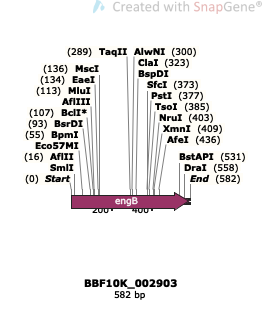 Created with SnapGene®
(289) TaqII AlwNI (300)
(136) MscI ClaI (323)
(134) EaeI BspDI
(113) MluI SfcI (373)
AflIII PstI (377)
(107) BclI* TsoI (385)
(93) BsrDI NruI (403)
(55) BpmI XmnI (409)
Eco57MI AfeI (436)
(16) AflII BstAPI (531)
SmlI DraI (558)
(0) Start End (582)
engB
200 400
BBF10K_002903
582 bp